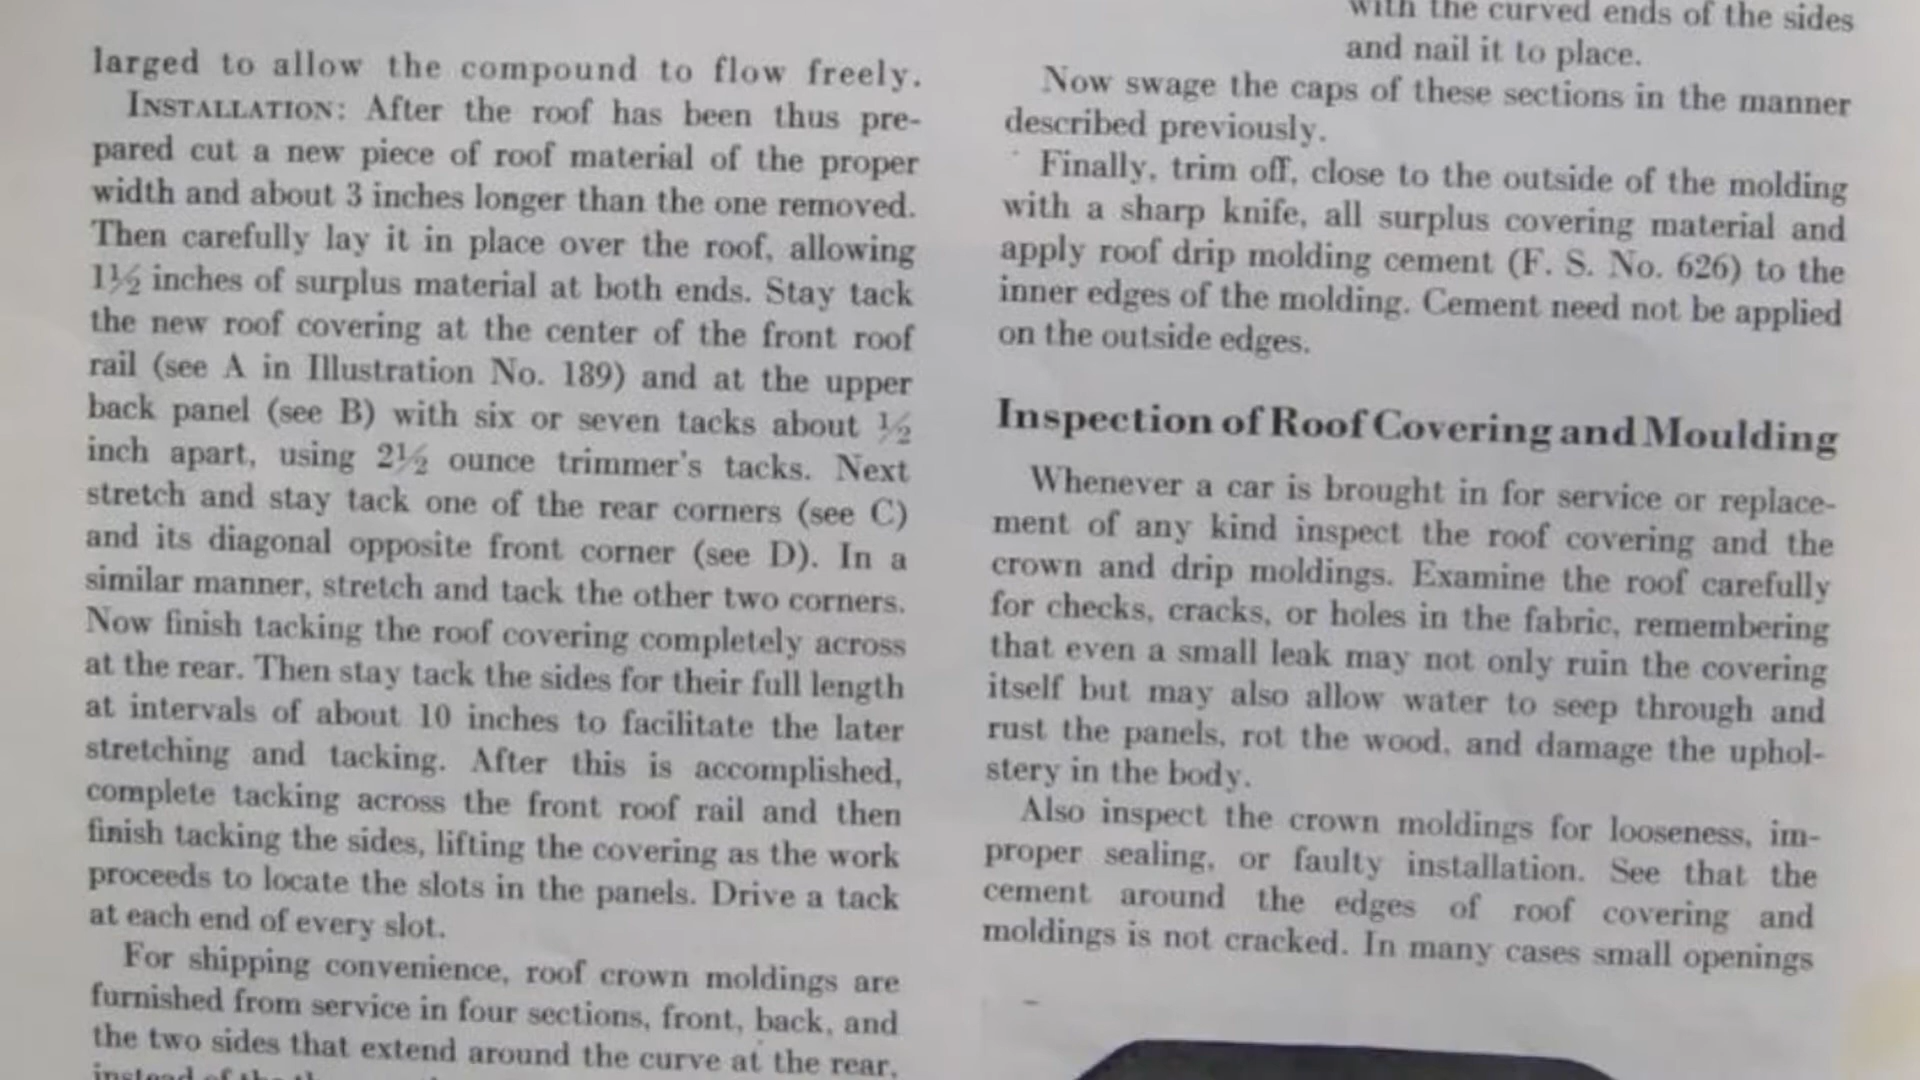 larged to allow the compound to flow freely.
INSTALLATION: After the roof has been thus pre-
pared cut a new piece of roof material of the proper
width and about 3 inches longer than the one removed.
Then carefully lay it in place over the roof, allowing
1½ inches of surplus material at both ends. Stay tack
the new roof covering at the center of the front roof
rail (see A in Illustration No. 189) and at the upper
back panel (see B) with six or seven tacks about ½
inch apart, using 2½ ounce trimmer's tacks. Next
stretch and stay tack one of the rear corners (see C)
and its diagonal opposite front corner (see D). In a
similar manner, stretch and tack the other two corners.
Now finish tacking the roof covering completely across
at the rear. Then stay tack the sides for their full length
at intervals of about 10 inches to facilitate the later
stretching and tacking. After this is accomplished,
complete tacking across the front roof rail and then
finish tacking the sides, lifting the covering as the work
proceeds to locate the slots in the panels. Drive a tack
at each end of every slot.
For shipping convenience, roof crown moldings are
furnished from service in four sections, front, back, and
the two sides that extend around the curve at the rear,
instead of
with the curved ends of the sides
and nail it to place.
Now swage the caps of these sections in the manner
described previously.
Finally, trim off, close to the outside of the molding
with a sharp knife, all surplus covering material and
apply roof drip molding cement (F. S. No. 626) to the
inner edges of the molding. Cement need not be applied
on the outside edges.
Inspection of Roof Covering and Moulding
Whenever a car is brought in for service or replace-
ment of any kind inspect the roof covering and the
crown and drip moldings. Examine the roof carefully
for checks, cracks, or holes in the fabric, remembering
that even a small leak may not only ruin the covering
itself but may also allow water to seep through and
rust the panels, rot the wood, and damage the uphol-
stery in the body.
Also inspect the crown moldings for looseness, im-
proper sealing, or faulty installation. See that the
cement around the edges of roof covering and
moldings is not cracked. In many cases small openings